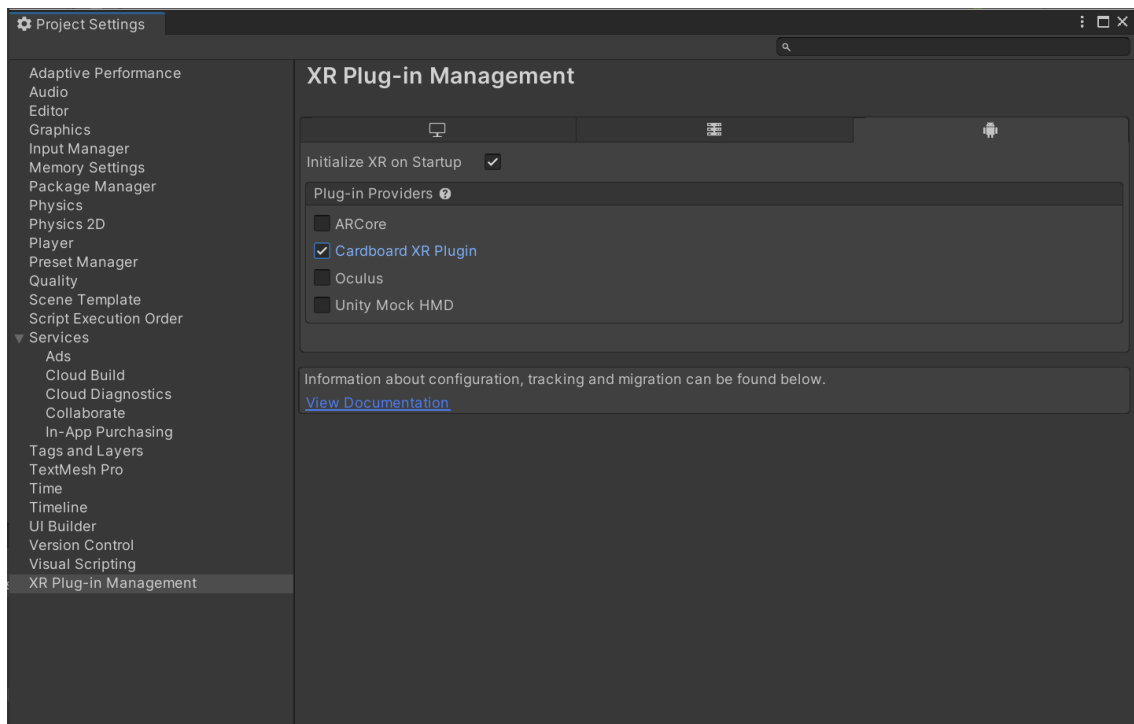 Project Settings
Adaptive Performance
Audio
Editor
Graphics
Input Manager
Memory Settings
Package Manager
Physics
Physics 2D
Player
Preset Manager
Quality
Scene Template
Script Execution Order
Services
Ads
Cloud Build
Cloud Diagnostics
Collaborate
In-App Purchasing
Tags and Layers
TextMesh Pro
Time
Timeline
UI Builder
Version Control
Visual Scripting
XR Plug-in Management
XR Plug-in Management
Initialize XR on Startup
Plug-in Providers
ARCore
Cardboard XR Plugin
Oculus
Unity Mock HMD
Information about configuration, tracking and migration can be found below.
View Documentation